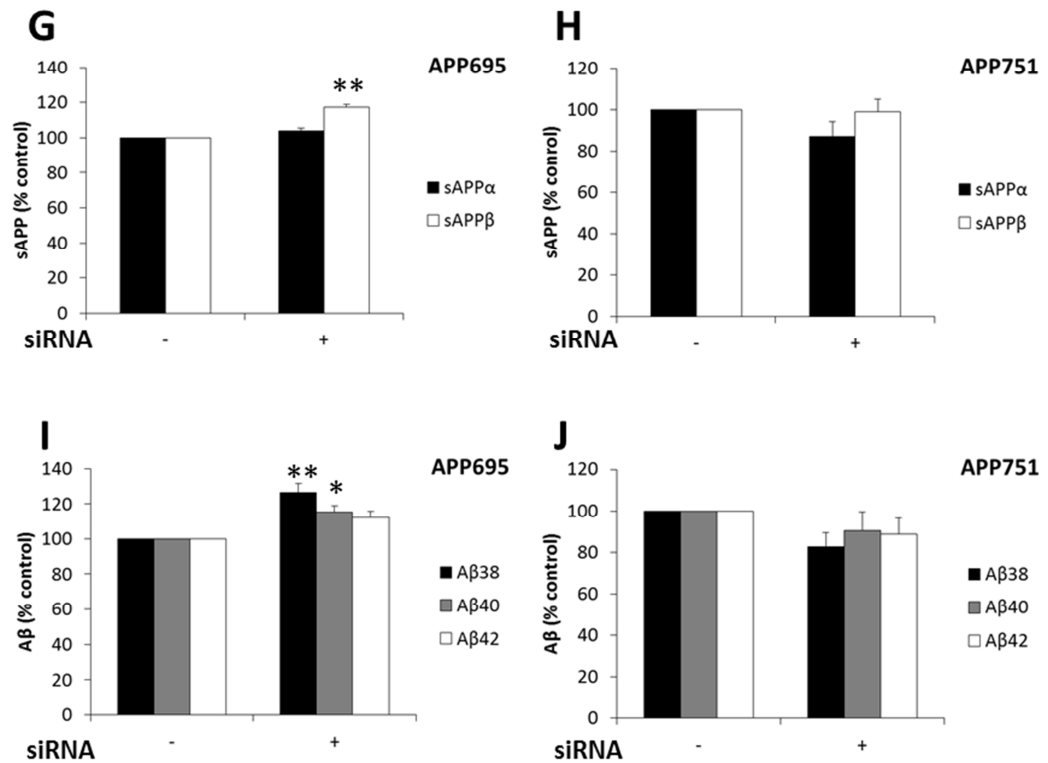 G
APP695
140
120
100
80
60
40
20
0
sAPP (% control)
**
sAPPα
sAPPβ
siRNA - +
H
APP751
120
100
80
60
40
20
0
sAPP (% conrol)
sAPPα
sAPPβ
siRNA - +
I
APP695
140
120
100
80
60
40
20
0
Aβ (% control)
** *
Aβ38
Aβ40
Aβ42
siRNA - +
J
APP751
120
100
80
60
40
20
0
Aβ (% control)
Aβ38
Aβ40
Aβ42
siRNA - +